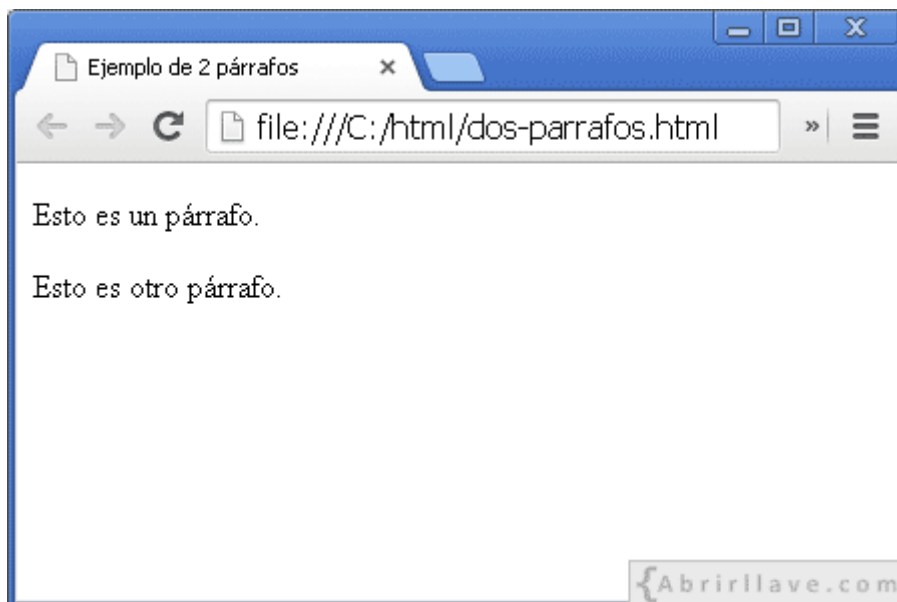 Ejemplo de 2 párrafos
file:///C:/html/dos-parrafos.html
Esto es un párrafo.
Esto es otro párrafo.
{Abrirllave.com